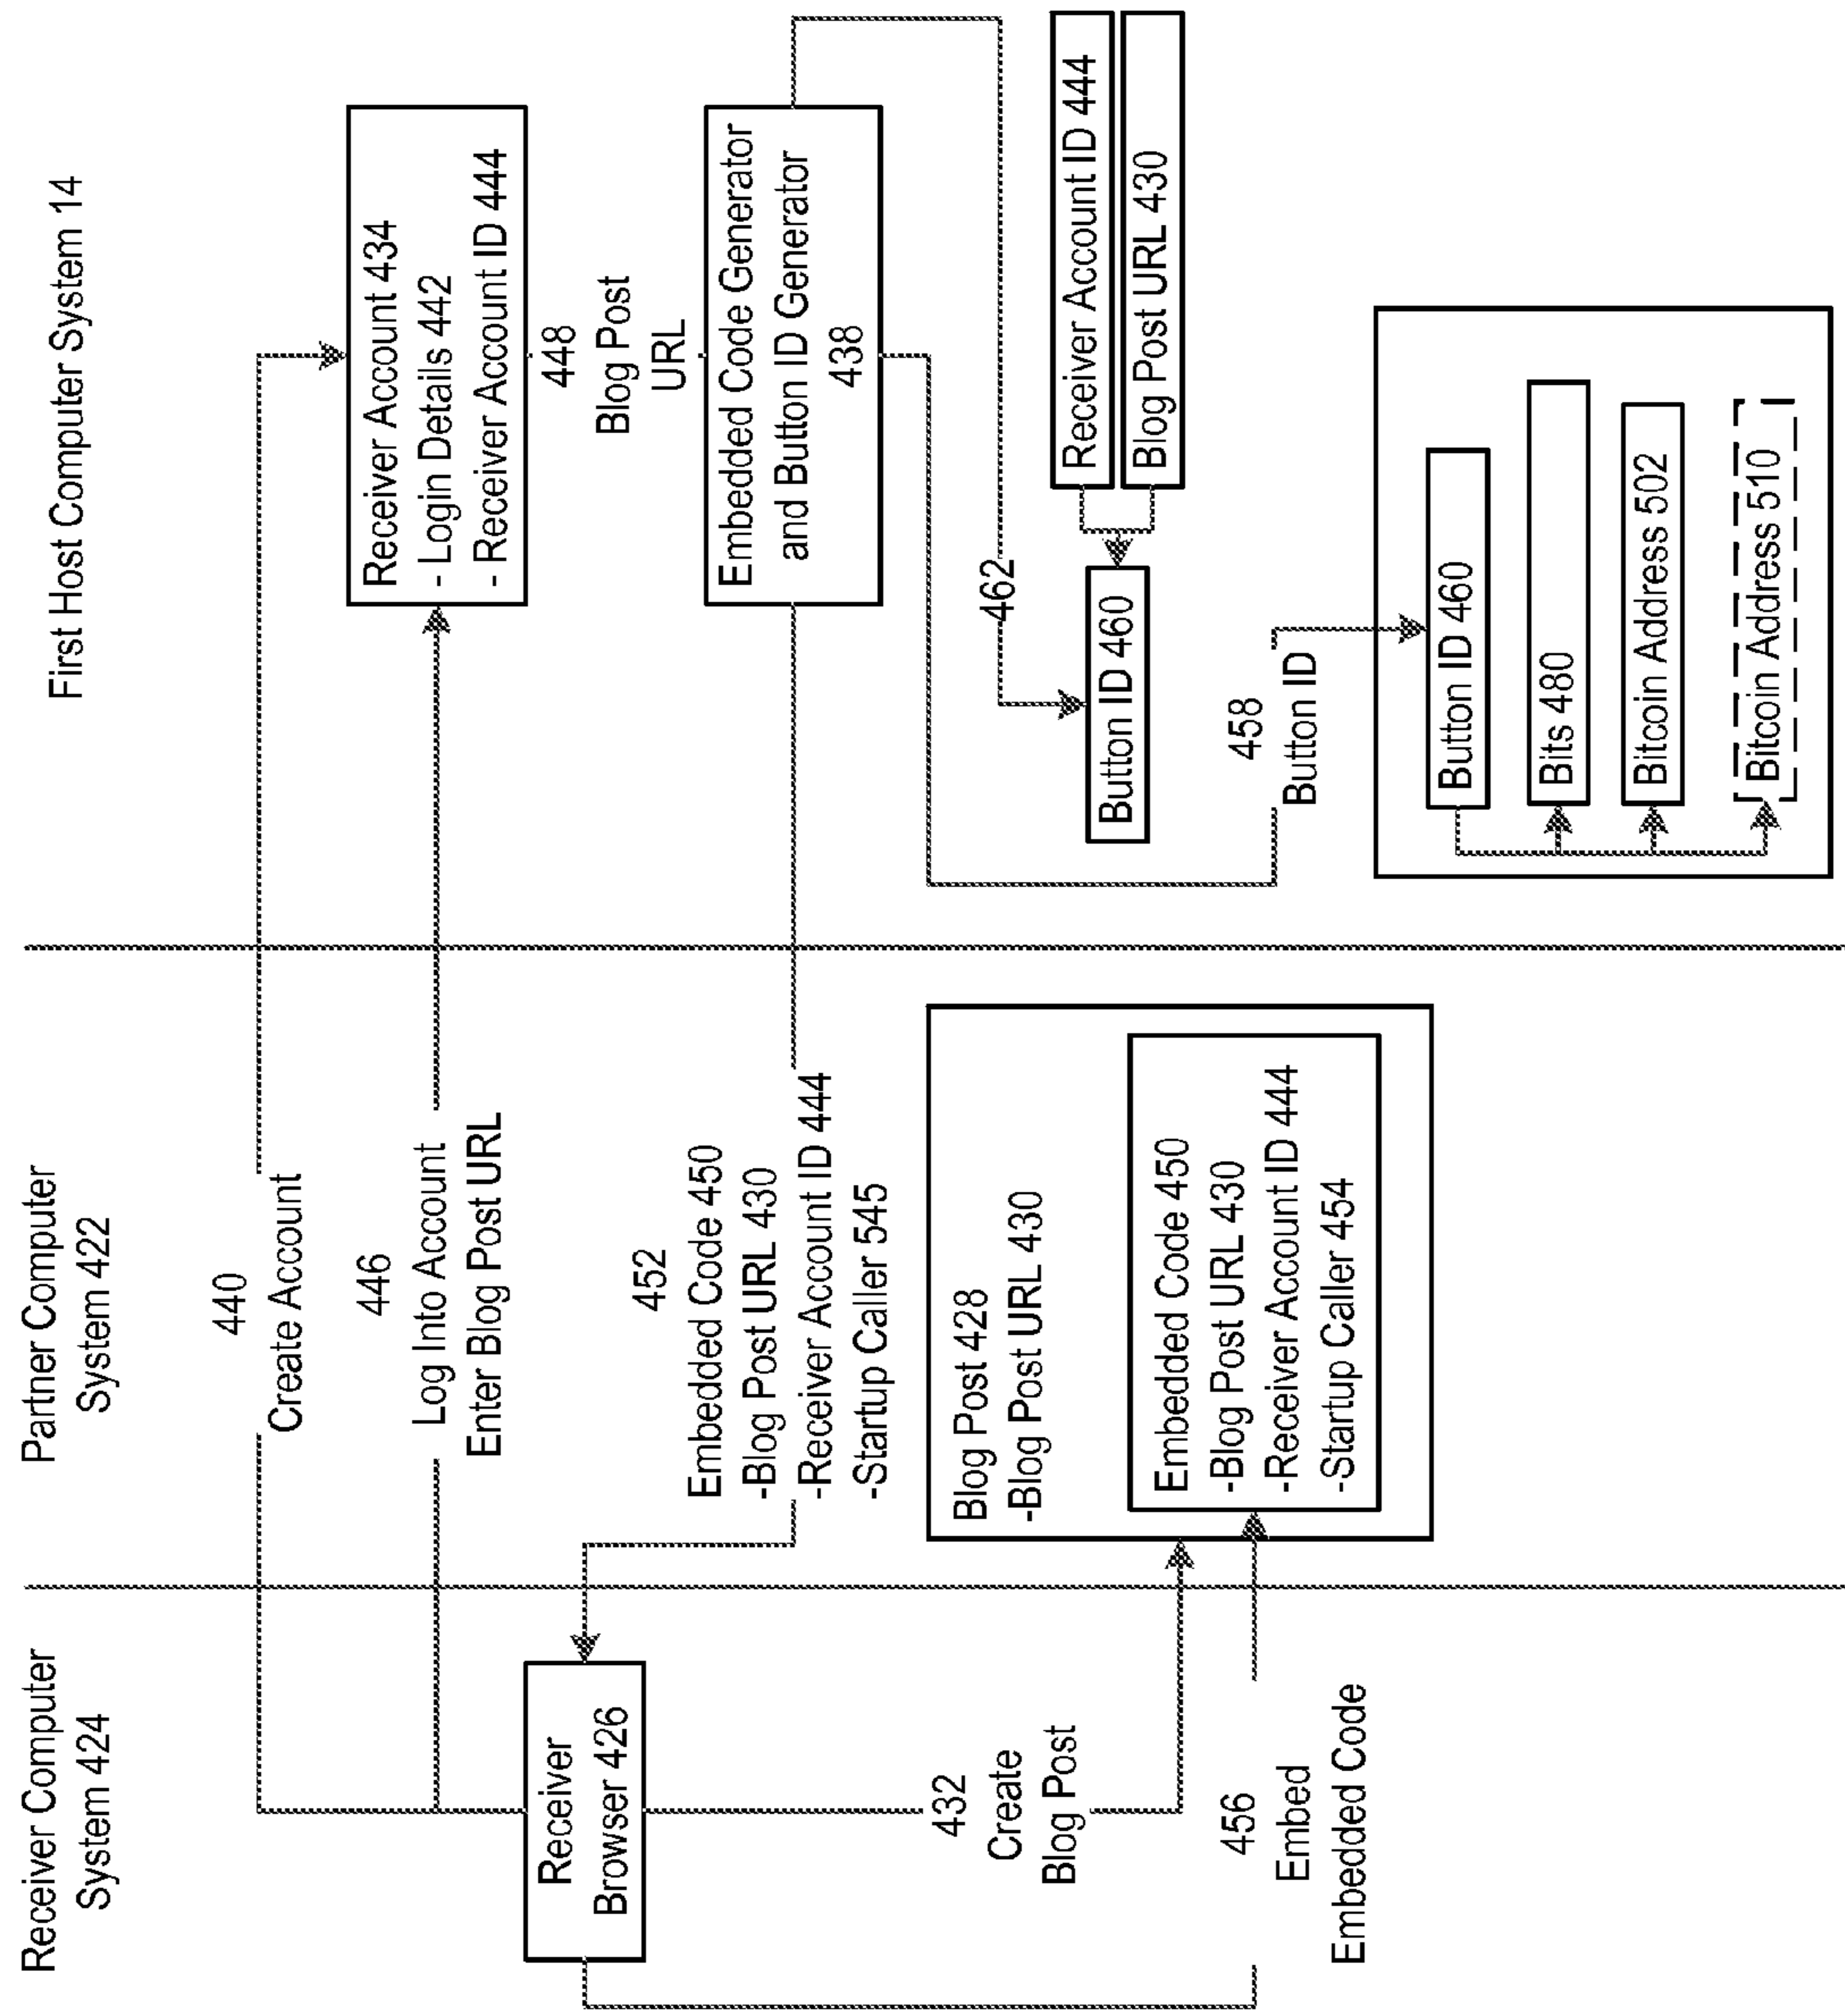 Receiver Computer
System 424
Partner Computer
System 422
First Host Computer System 14
440
Create Account
446
Log Into Account
Enter Blog Post URL
Receiver Account 434
- Login Details 442
- Receiver Account ID 444
448
Blog Post
URL
Receiver
Browser 426
452
Embedded Code 450
-Blog Post URL 430
-Receiver Account ID 444
-Startup Caller 545
Embedded Code Generator
and Button ID Generator
438
432
Create
Blog Post
Blog Post 428
-Blog Post URL 430
Embedded Code 450
-Blog Post URL 430
-Receiver Account ID 444
-Startup Caller 454
456
Embed
Embedded Code
462
Receiver Account ID 444
Blog Post URL 430
Button ID 460
458
Button ID
Button ID 460
Bits 480
Bitcoin Address 502
Bitcoin Address 510